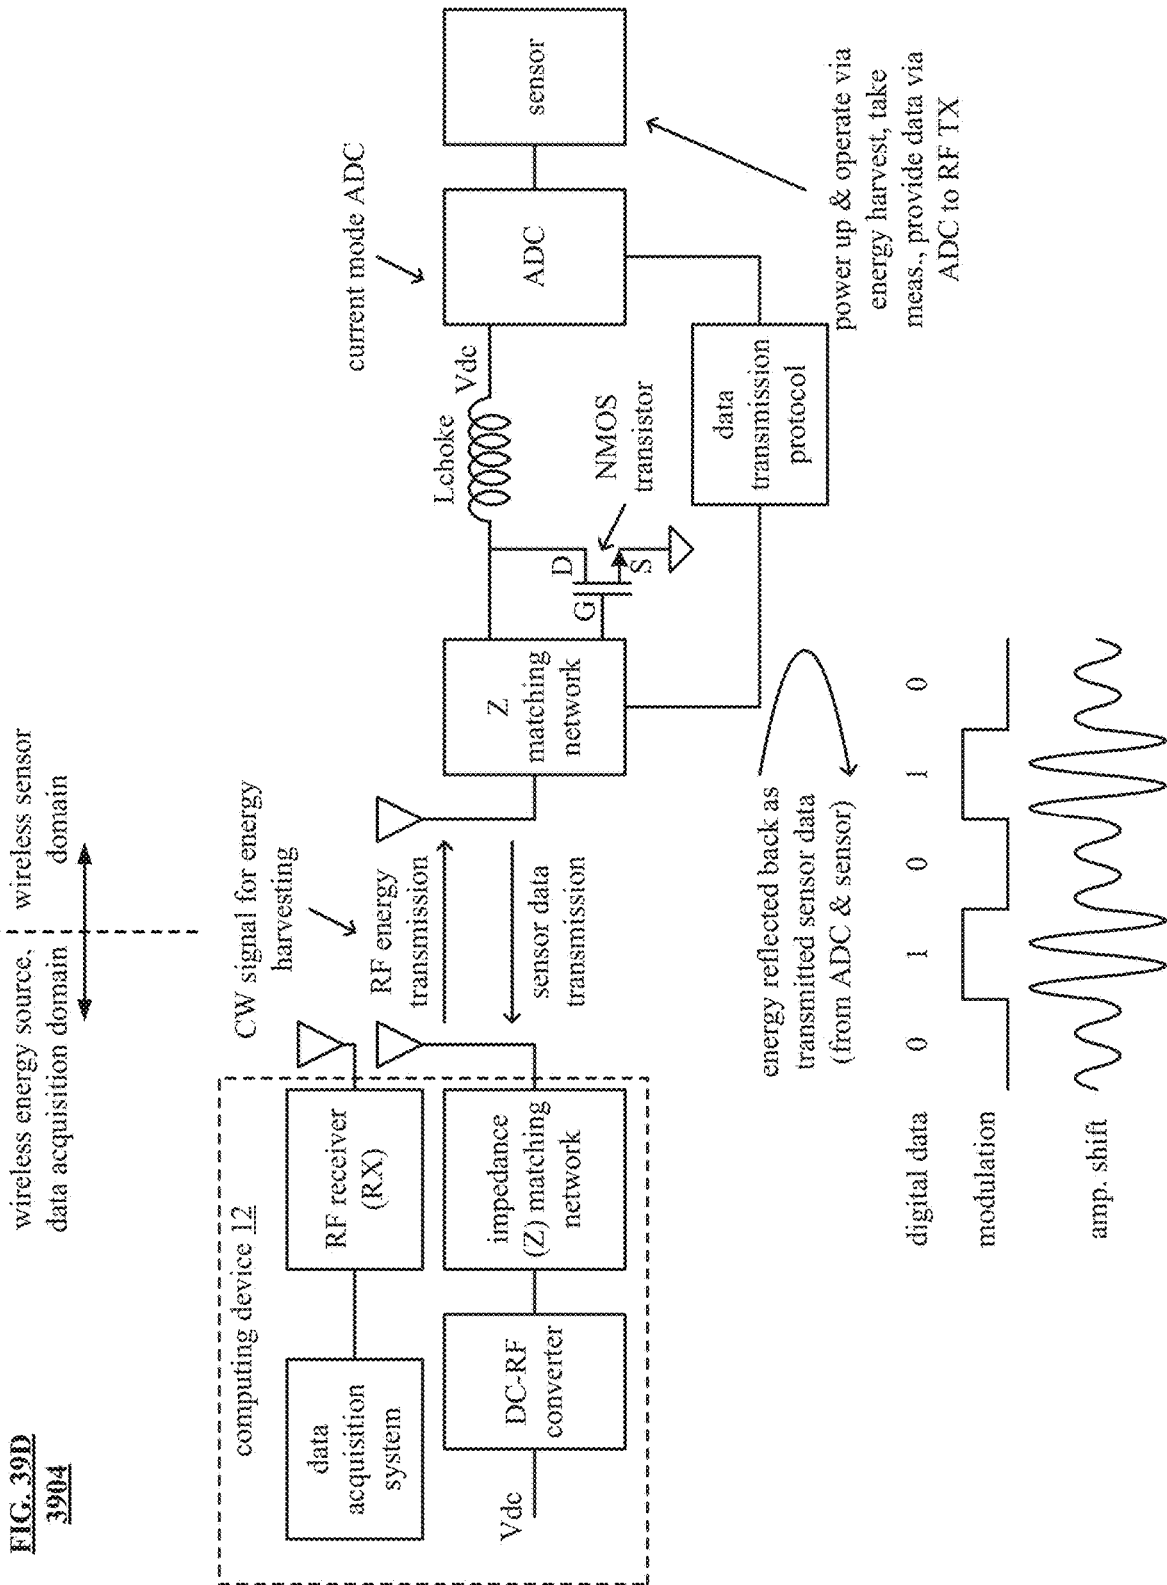 FIG. 39D
3904
wireless energy source,
data acquisition domain
wireless sensor
domain
computing device 12
data
acquisition
system
RF receiver
(RX)
Vdc
DC-RF
converter
impedance
(Z) matching
network
CW signal for energy
harvesting
RF energy
transmission
sensor data
transmission
Z
matching
network
G
D
S
Lchoke
Vdc
NMOS
transistor
current mode ADC
ADC
sensor
data
transmission
protocol
power up & operate via
energy harvest, take
meas., provide data via
ADC to RF TX
energy reflected back as
transmitted sensor data
(from ADC & sensor)
digital data 0 1 0 1 0
modulation
amp. shift